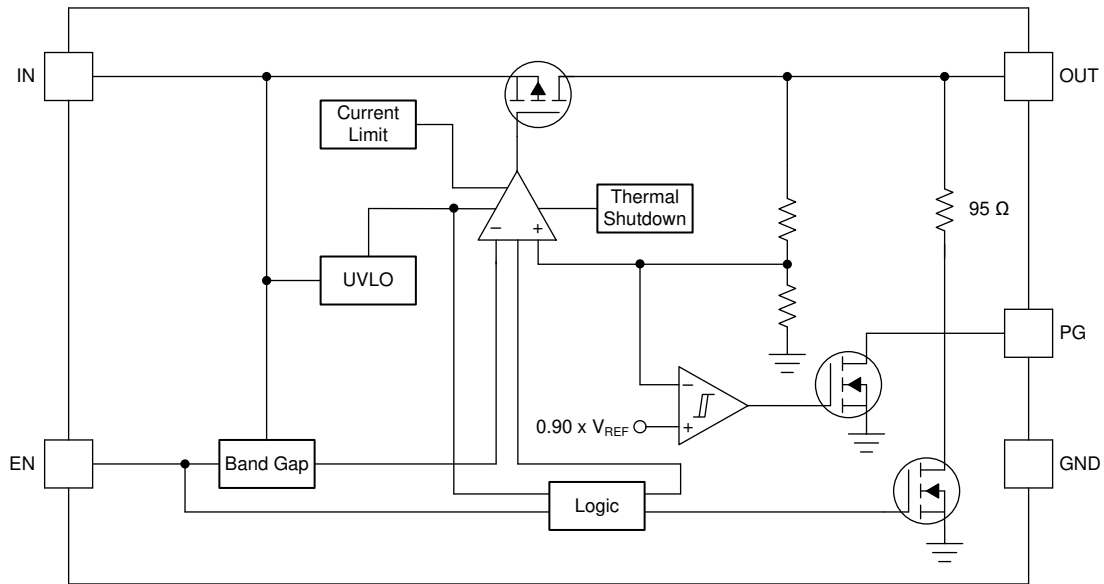 IN
OUT
Current
Limit
Thermal
Shutdown
95 Ω
−
+
UVLO
PG
−
0.90 x VREF
+
EN
Band Gap
GND
Logic